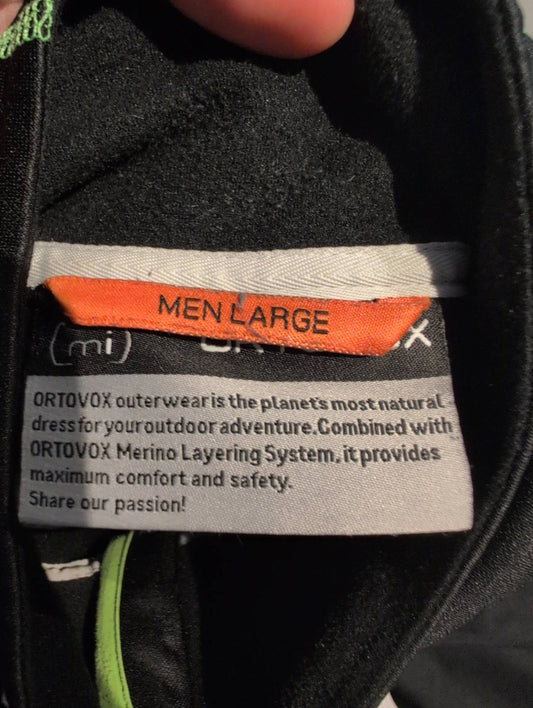 MEN LARGE
(mi)
ORTOVOX outerwear is the planet's most natural
dress for your outdoor adventure. Combined with
ORTOVOX Merino Layering System, it provides
maximum comfort and safety.
Share our passion!